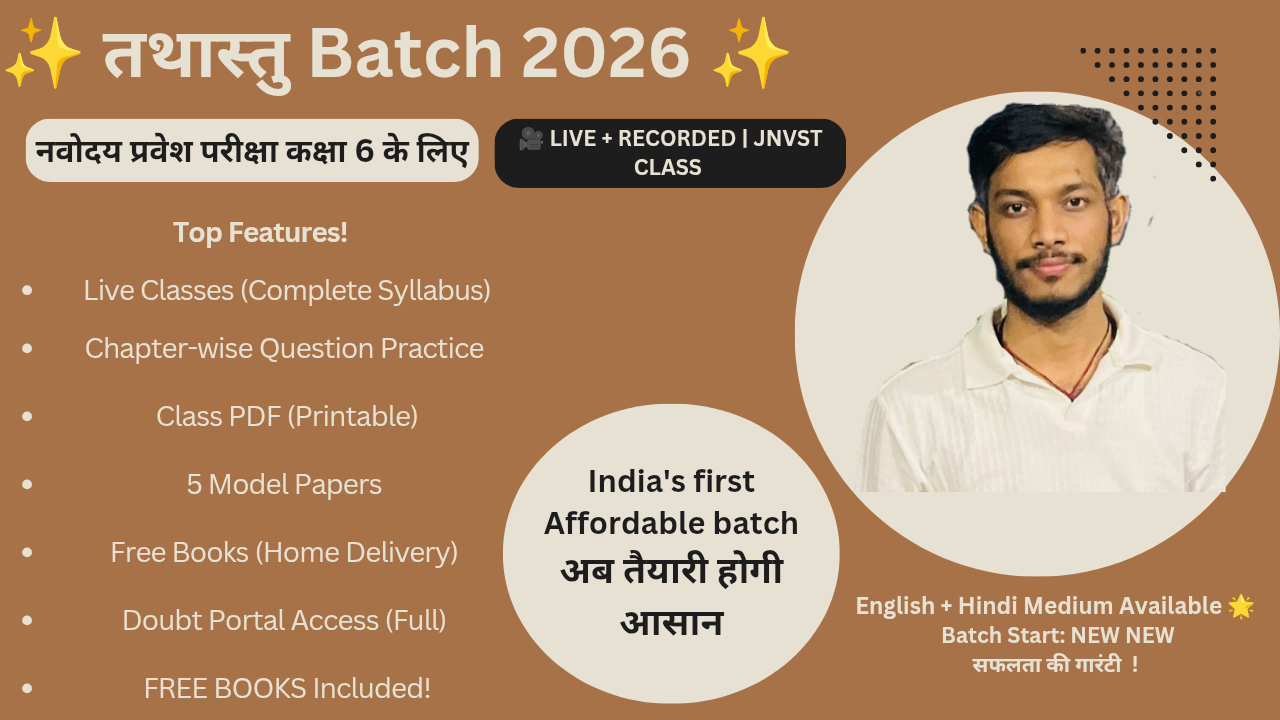 ✨ तथास्तु Batch 2026 ✨
नवोदय प्रवेश परीक्षा कक्षा 6 के लिए
🎥 LIVE + RECORDED | JNVST
CLASS
Top Features!
• Live Classes (Complete Syllabus)
• Chapter-wise Question Practice
• Class PDF (Printable)
• 5 Model Papers
• Free Books (Home Delivery)
• Doubt Portal Access (Full)
• FREE BOOKS Included!
India's first
Affordable batch
अब तैयारी होगी
आसान
English + Hindi Medium Available 🌟
Batch Start: NEW NEW
सफलता की गारंटी !